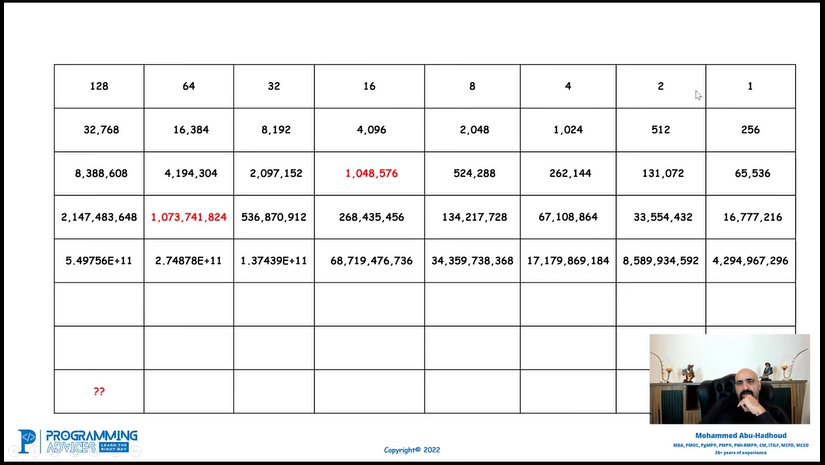 128 64 32 16 8 4 2 1
32,768 16,384 8,192 4,096 2,048 1,024 512 256
8,388,608 4,194,304 2,097,152 1,048,576 524,288 262,144 131,072 65,536
2,147,483,648 1,073,741,824 536,870,912 268,435,456 134,217,728 67,108,864 33,554,432 16,777,216
5.49756E+11 2.74878E+11 1.37439E+11 68,719,476,736 34,359,738,368 17,179,869,184 8,589,934,592 4,294,967,296
??
PROGRAMMING
ADVICES LEARN THE
RIGHT WAY
Copyright© 2022
Mohammed Abu-Hadhoud
MBA, PMOC, PgMP®, PMP®, PMI-RMP®, CM, ITILF, MCPD, MCSD
26+ years of experience